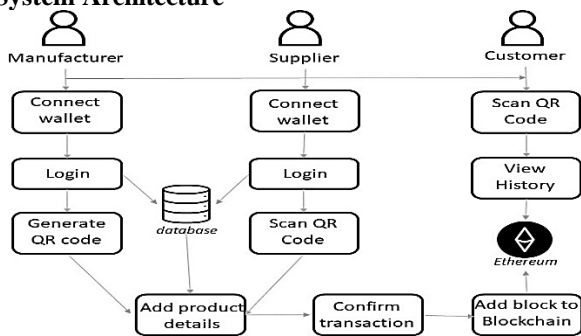 System Architecture
Manufacturer
Supplier
Customer
Connect
wallet
Connect
wallet
Scan QR
Code
Login
Login
View
History
database
Generate
QR code
Scan QR
Code
Ethereum
Add product
details
Confirm
transaction
Add block to
Blockchain